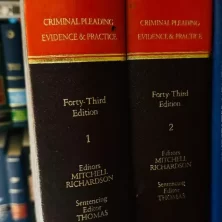 CRIMINAL PLEADING
EVIDENCE & PRACTICE
Forty-Third
Edition
1
Editors
MITCHELL
RICHARDSON
Sentencing
Editor
THOMAS
CRIMINAL PLEADING
EVIDENCE & PRACTICE
Forty-Third
Edition
2
Editors
MITCHELL
RICHARDSON
Sentencing
Editor
THOMAS